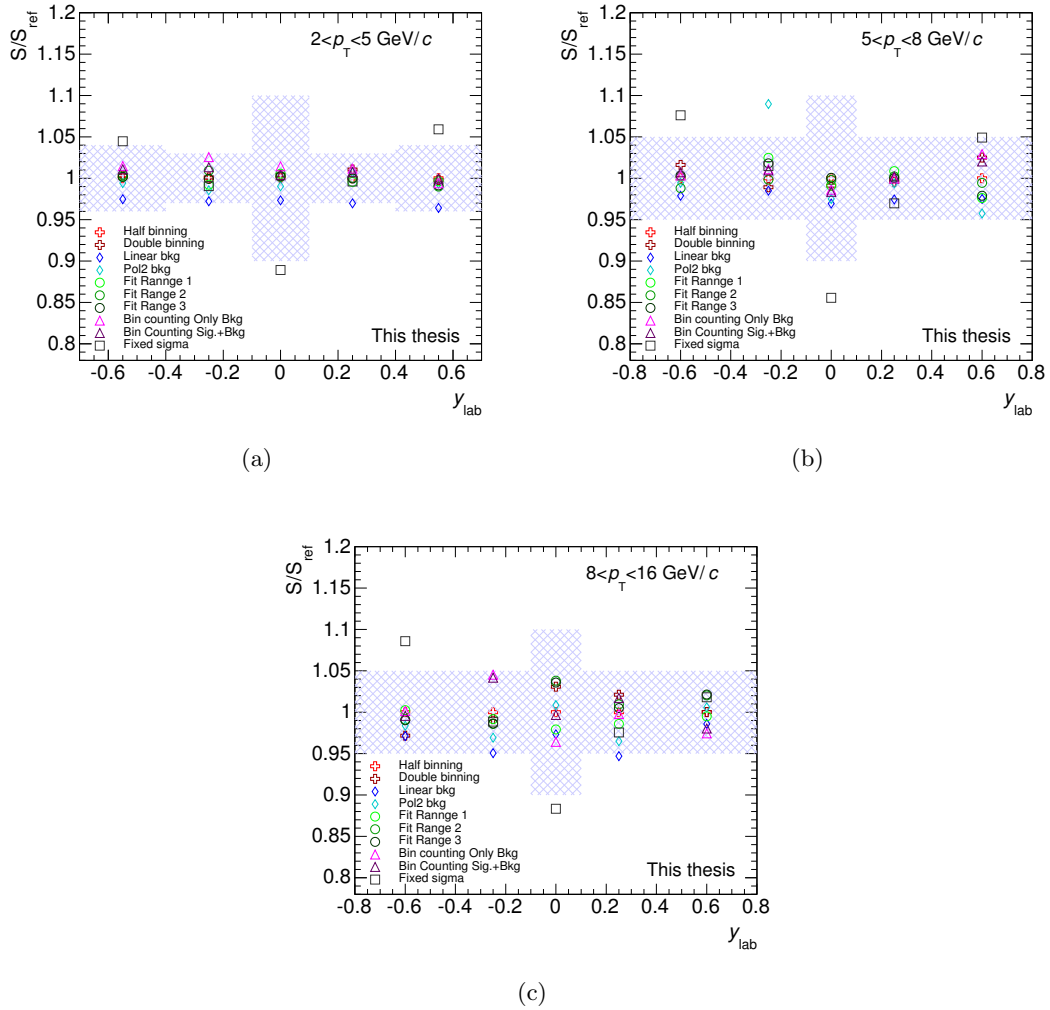 S/S_ref
2<p_T<5 GeV/c
1.2
1.1
1.05
1
0.95
0.9
0.85
0.8
Half binning
Double binning
Linear bkg
Pol2 bkg
Fit Rannge 1
Fit Range 2
Fit Range 3
Bin counting Only Bkg
Bin Counting Sig.+Bkg
Fixed sigma
This thesis
-0.6 -0.4 -0.2 0 0.2 0.4 0.6
y_lab
(a)
S/S_ref
5<p_T<8 GeV/c
1.2
1.1
1.05
1
0.95
0.9
0.85
0.8
Half binning
Double binning
Linear bkg
Pol2 bkg
Fit Rannge 1
Fit Range 2
Fit Range 3
Bin counting Only Bkg
Bin Counting Sig.+Bkg
Fixed sigma
This thesis
-0.8 -0.6 -0.4 -0.2 0 0.2 0.4 0.6 0.8
y_lab
(b)
S/S_ref
8<p_T<16 GeV/c
1.2
1.1
1.05
1
0.95
0.9
0.85
0.8
Half binning
Double binning
Linear bkg
Pol2 bkg
Fit Rannge 1
Fit Range 2
Fit Range 3
Bin counting Only Bkg
Bin Counting Sig.+Bkg
Fixed sigma
This thesis
-0.8 -0.6 -0.4 -0.2 0 0.2 0.4 0.6 0.8
y_lab
(c)